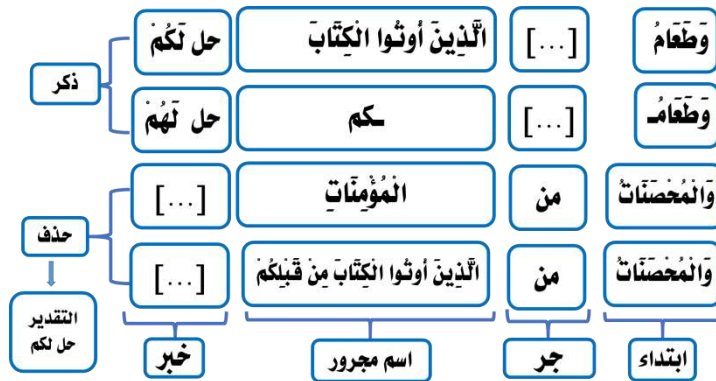 وَطَعَامُ [...] الَّذِينَ أُوتُوا الْكِتَابَ حل لَكُمْ
ذكر
وَطَعَامُـ [...] ـكم حل لَهُمْ
وَالْمُحْصَنَاتُ من الْمُؤْمِنَاتِ [...]
حذف
وَالْمُحْصَنَاتُ من الَّذِينَ أُوتُوا الْكِتَابَ مِنْ قَبْلِكُمْ [...]
التقدير
حل لكم
ابتداء جر اسم مجرور خبر